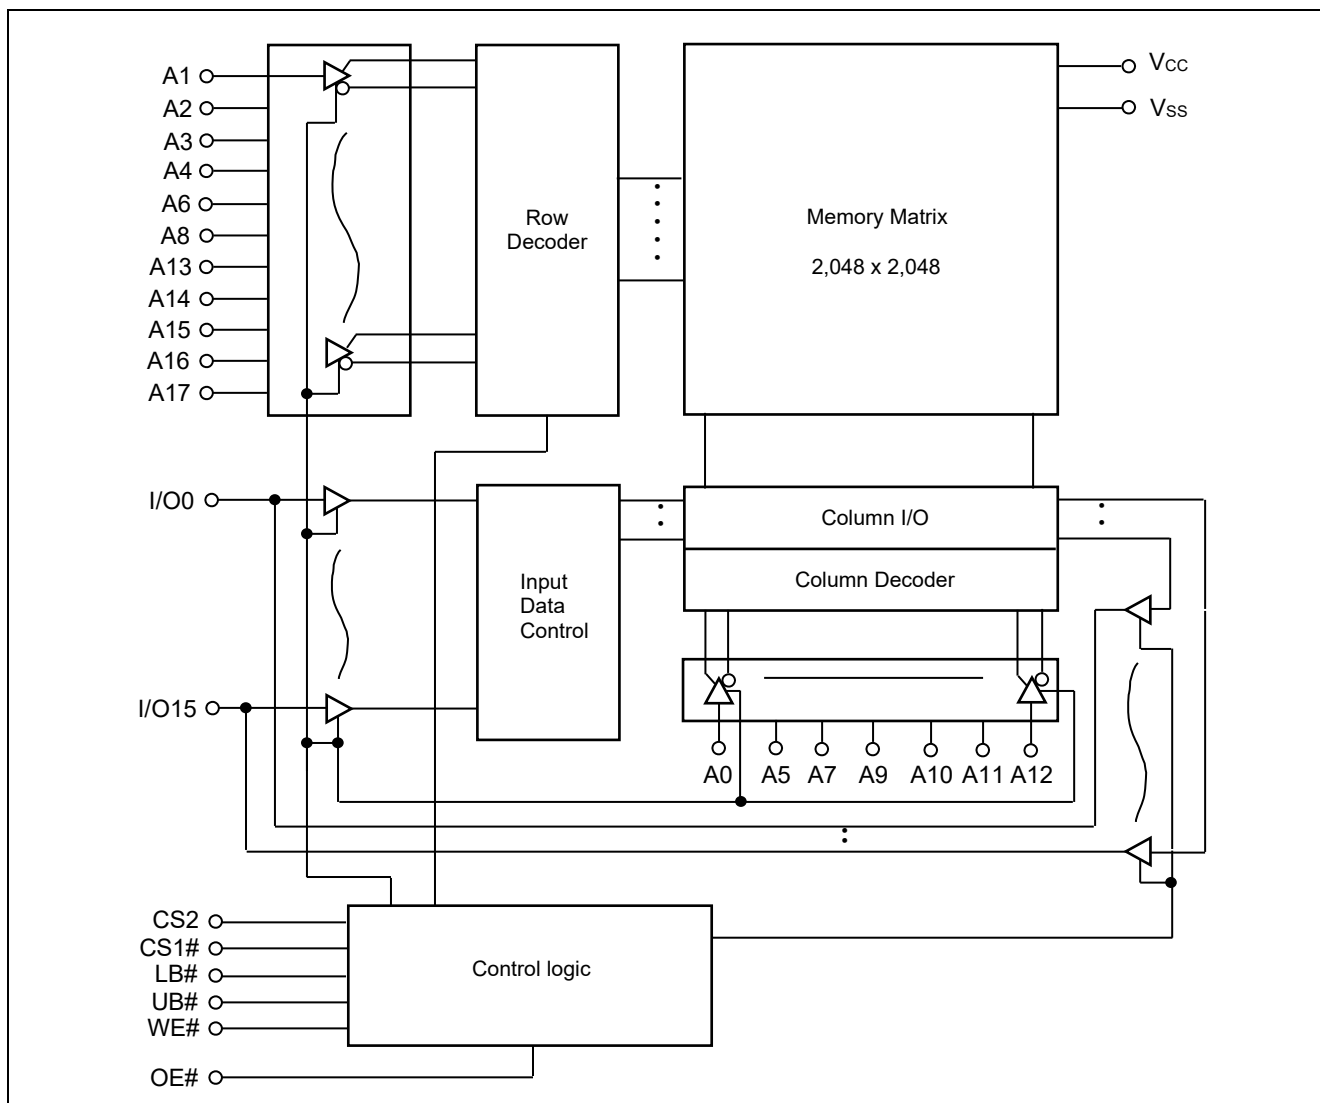 A1
A2
A3
A4
A6
A8
A13
A14
A15
A16
A17
Row
Decoder
Memory Matrix
2,048 x 2,048
VCC
VSS
I/O0
I/O15
Input
Data
Control
Column I/O
Column Decoder
A0 A5 A7 A9 A10 A11 A12
CS2
CS1#
LB#
UB#
WE#
OE#
Control logic